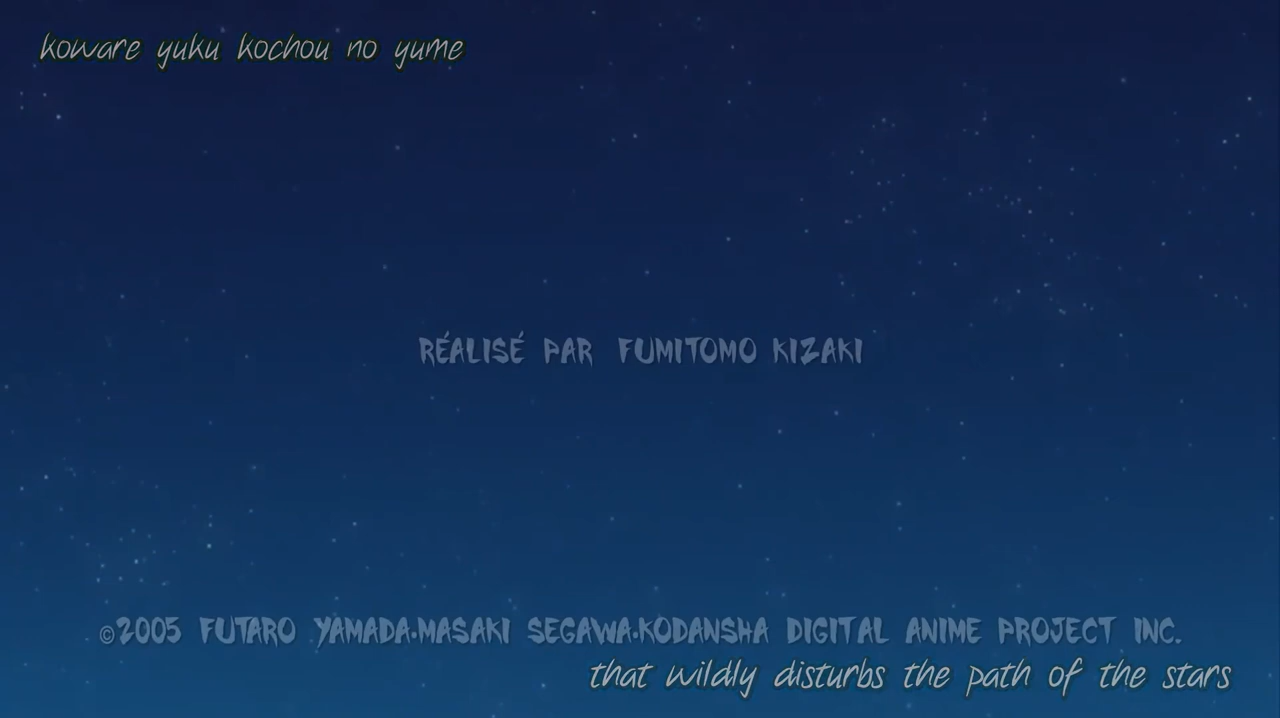 koware yuku kochou no yume
RÉALISÉ PAR FUMITOMO KIZAKI
©2005 FUTARO YAMADA·MASAKI SEGAWA·KODANSHA DIGITAL ANIME PROJECT INC.
that wildly disturbs the path of the stars